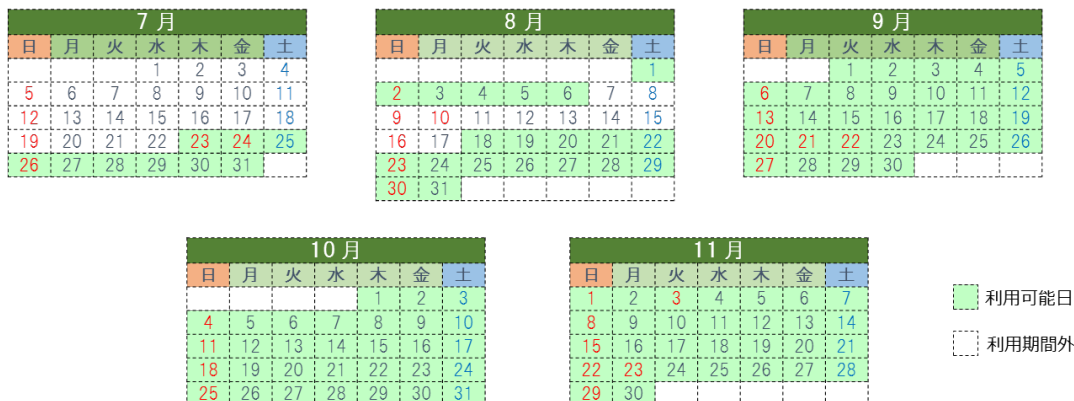 7月
日 月 火 水 木 金 土
1 2 3 4
5 6 7 8 9 10 11
12 13 14 15 16 17 18
19 20 21 22 23 24 25
26 27 28 29 30 31
8月
日 月 火 水 木 金 土
1
2 3 4 5 6 7 8
9 10 11 12 13 14 15
16 17 18 19 20 21 22
23 24 25 26 27 28 29
30 31
9月
日 月 火 水 木 金 土
1 2 3 4 5
6 7 8 9 10 11 12
13 14 15 16 17 18 19
20 21 22 23 24 25 26
27 28 29 30
10月
日 月 火 水 木 金 土
1 2 3
4 5 6 7 8 9 10
11 12 13 14 15 16 17
18 19 20 21 22 23 24
25 26 27 28 29 30 31
11月
日 月 火 水 木 金 土
1 2 3 4 5 6 7
8 9 10 11 12 13 14
15 16 17 18 19 20 21
22 23 24 25 26 27 28
29 30
利用可能日
利用期間外